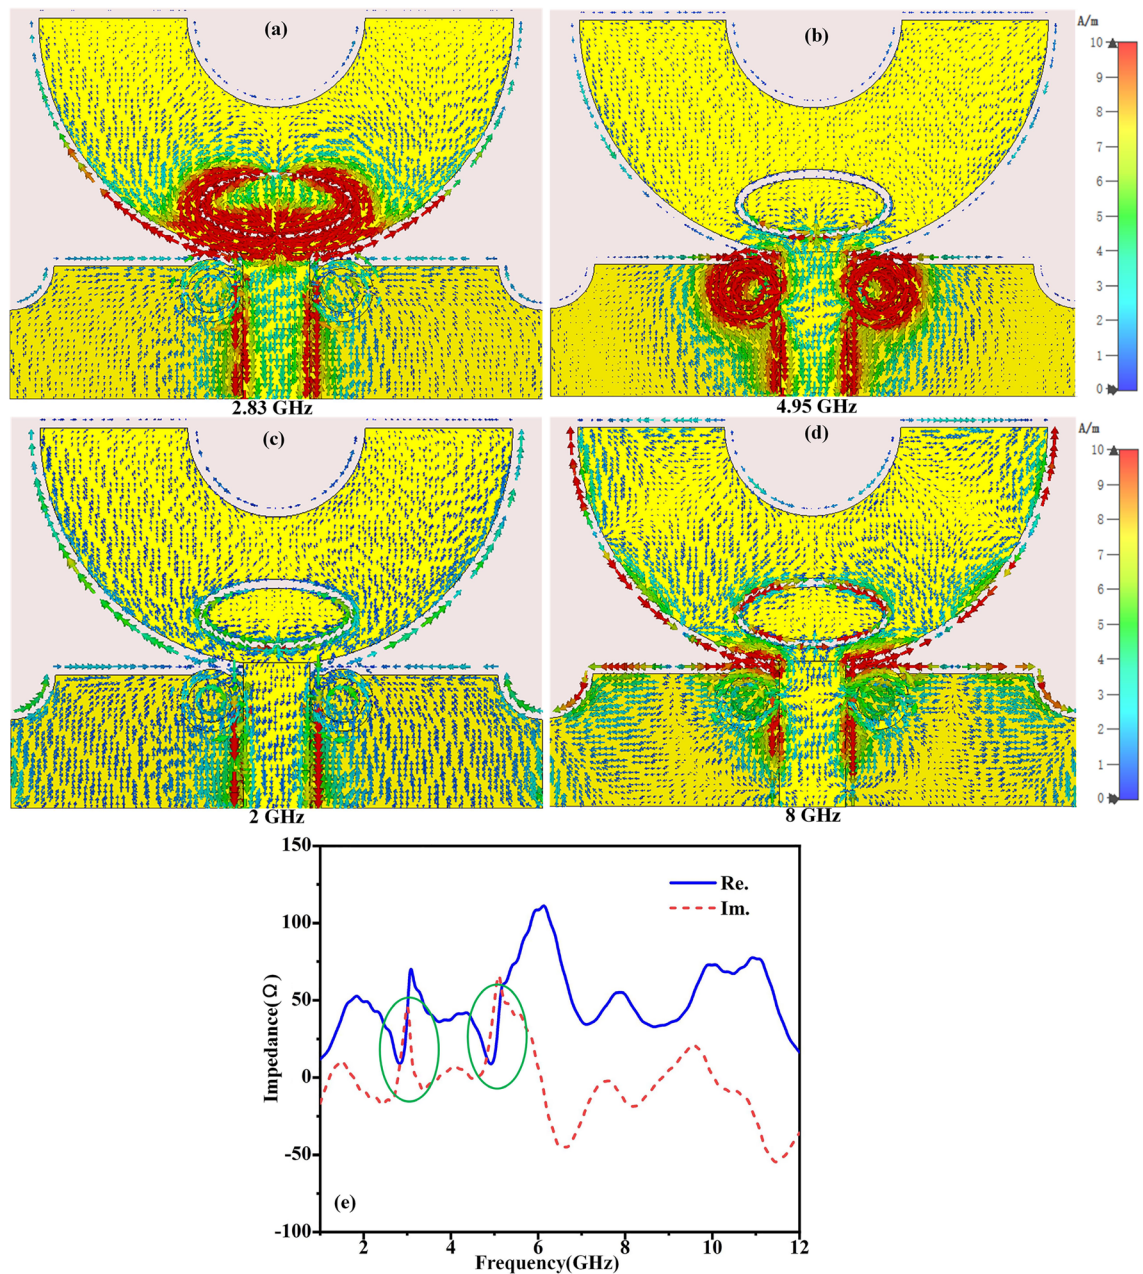 (a)
(b)
A/m
10
9
8
7
6
5
4
3
2
1
0
2.83 GHz
4.95 GHz
(c)
(d)
A/m
10
9
8
7
6
5
4
3
2
1
0
2 GHz
8 GHz
150
100
50
0
-50
-100
Impedance(Ω)
Re.
Im.
(e)
2 4 6 8 10 12
Frequency(GHz)